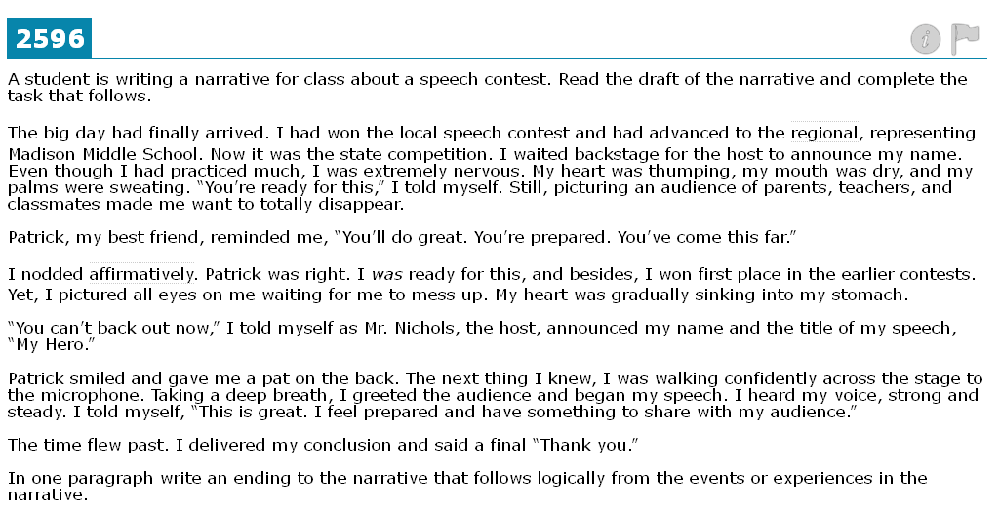 2596
i
A student is writing a narrative for class about a speech contest. Read the draft of the narrative and complete the
task that follows.
The big day had finally arrived. I had won the local speech contest and had advanced to the regional, representing
Madison Middle School. Now it was the state competition. I waited backstage for the host to announce my name.
Even though I had practiced much, I was extremely nervous. My heart was thumping, my mouth was dry, and my
palms were sweating. “You’re ready for this,” I told myself. Still, picturing an audience of parents, teachers, and
classmates made me want to totally disappear.
Patrick, my best friend, reminded me, “You’ll do great. You’re prepared. You’ve come this far.”
I nodded affirmatively. Patrick was right. I was ready for this, and besides, I won first place in the earlier contests.
Yet, I pictured all eyes on me waiting for me to mess up. My heart was gradually sinking into my stomach.
“You can’t back out now,” I told myself as Mr. Nichols, the host, announced my name and the title of my speech,
“My Hero.”
Patrick smiled and gave me a pat on the back. The next thing I knew, I was walking confidently across the stage to
the microphone. Taking a deep breath, I greeted the audience and began my speech. I heard my voice, strong and
steady. I told myself, “This is great. I feel prepared and have something to share with my audience.”
The time flew past. I delivered my conclusion and said a final “Thank you.”
In one paragraph write an ending to the narrative that follows logically from the events or experiences in the
narrative.